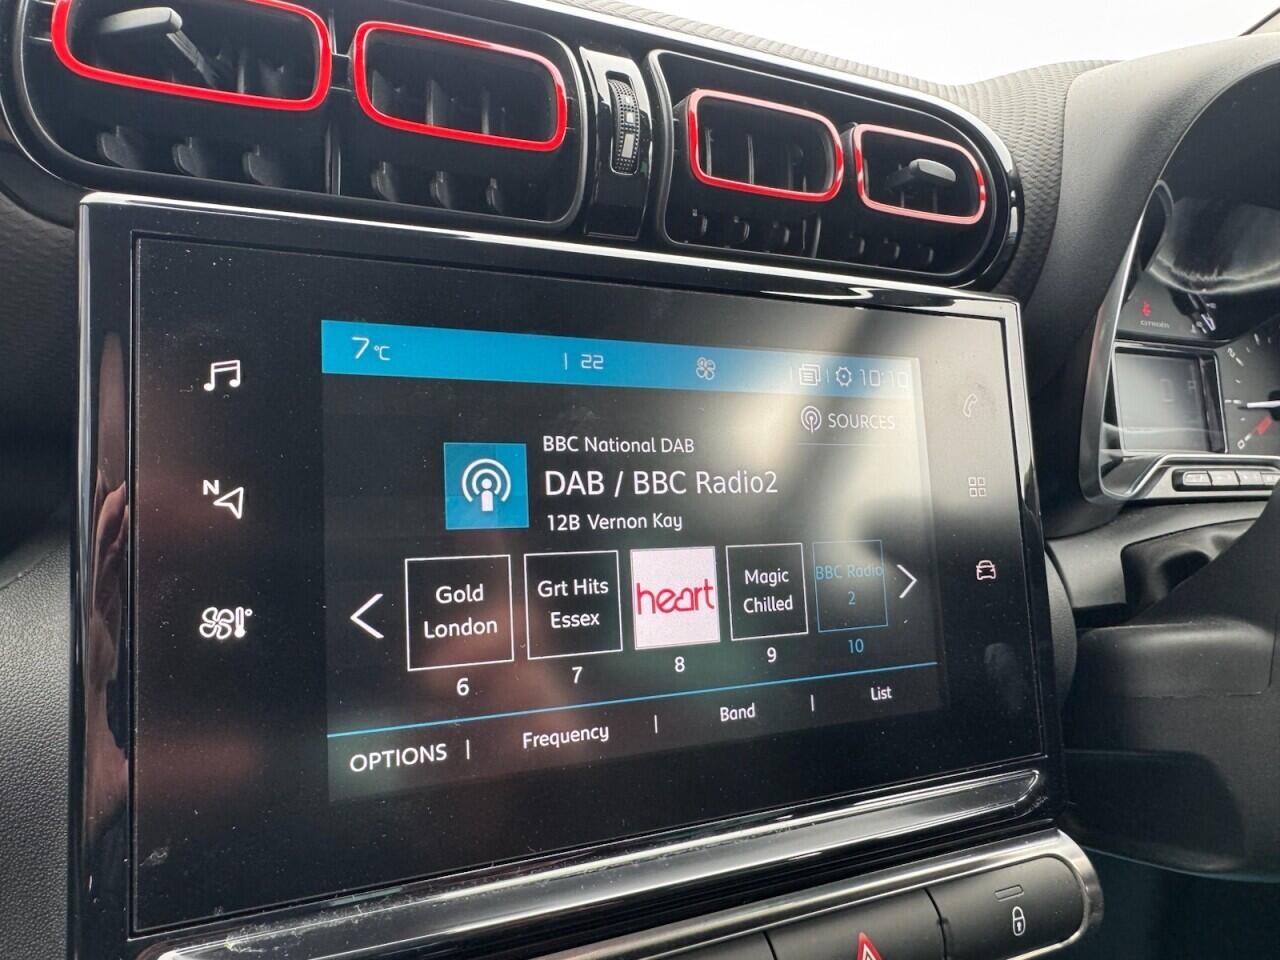 7°C
22
10:10
SOURCES
BBC National DAB
DAB / BBC Radio2
12B Vernon Kay
N
Gold
London
6
Grt Hits
Essex
7
heart
8
Magic
Chilled
9
BBC Radio
2
10
OPTIONS
Frequency
Band
List
CITROËN